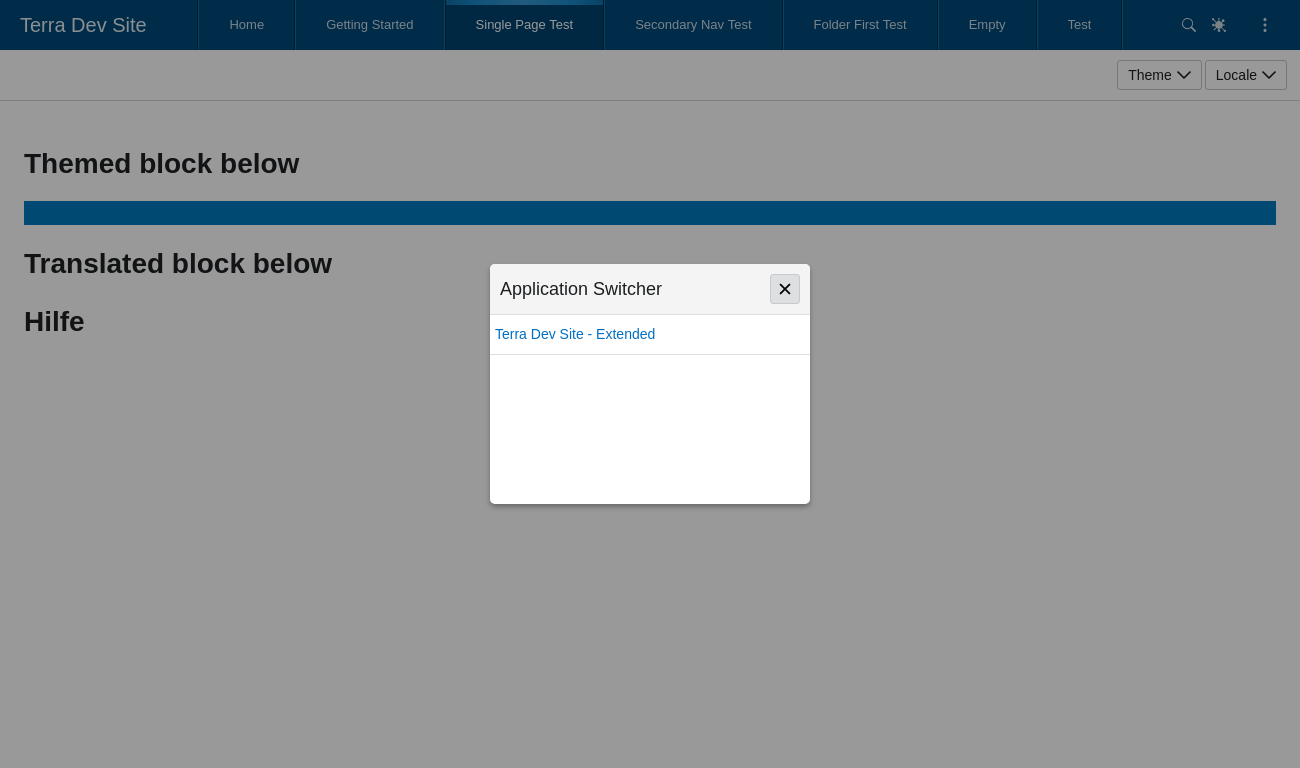 Terra Dev Site
Home
Getting Started
Single Page Test
Secondary Nav Test
Folder First Test
Empty
Test
Theme
Locale
Themed block below
Translated block below
Hilfe
Application Switcher
Terra Dev Site - Extended